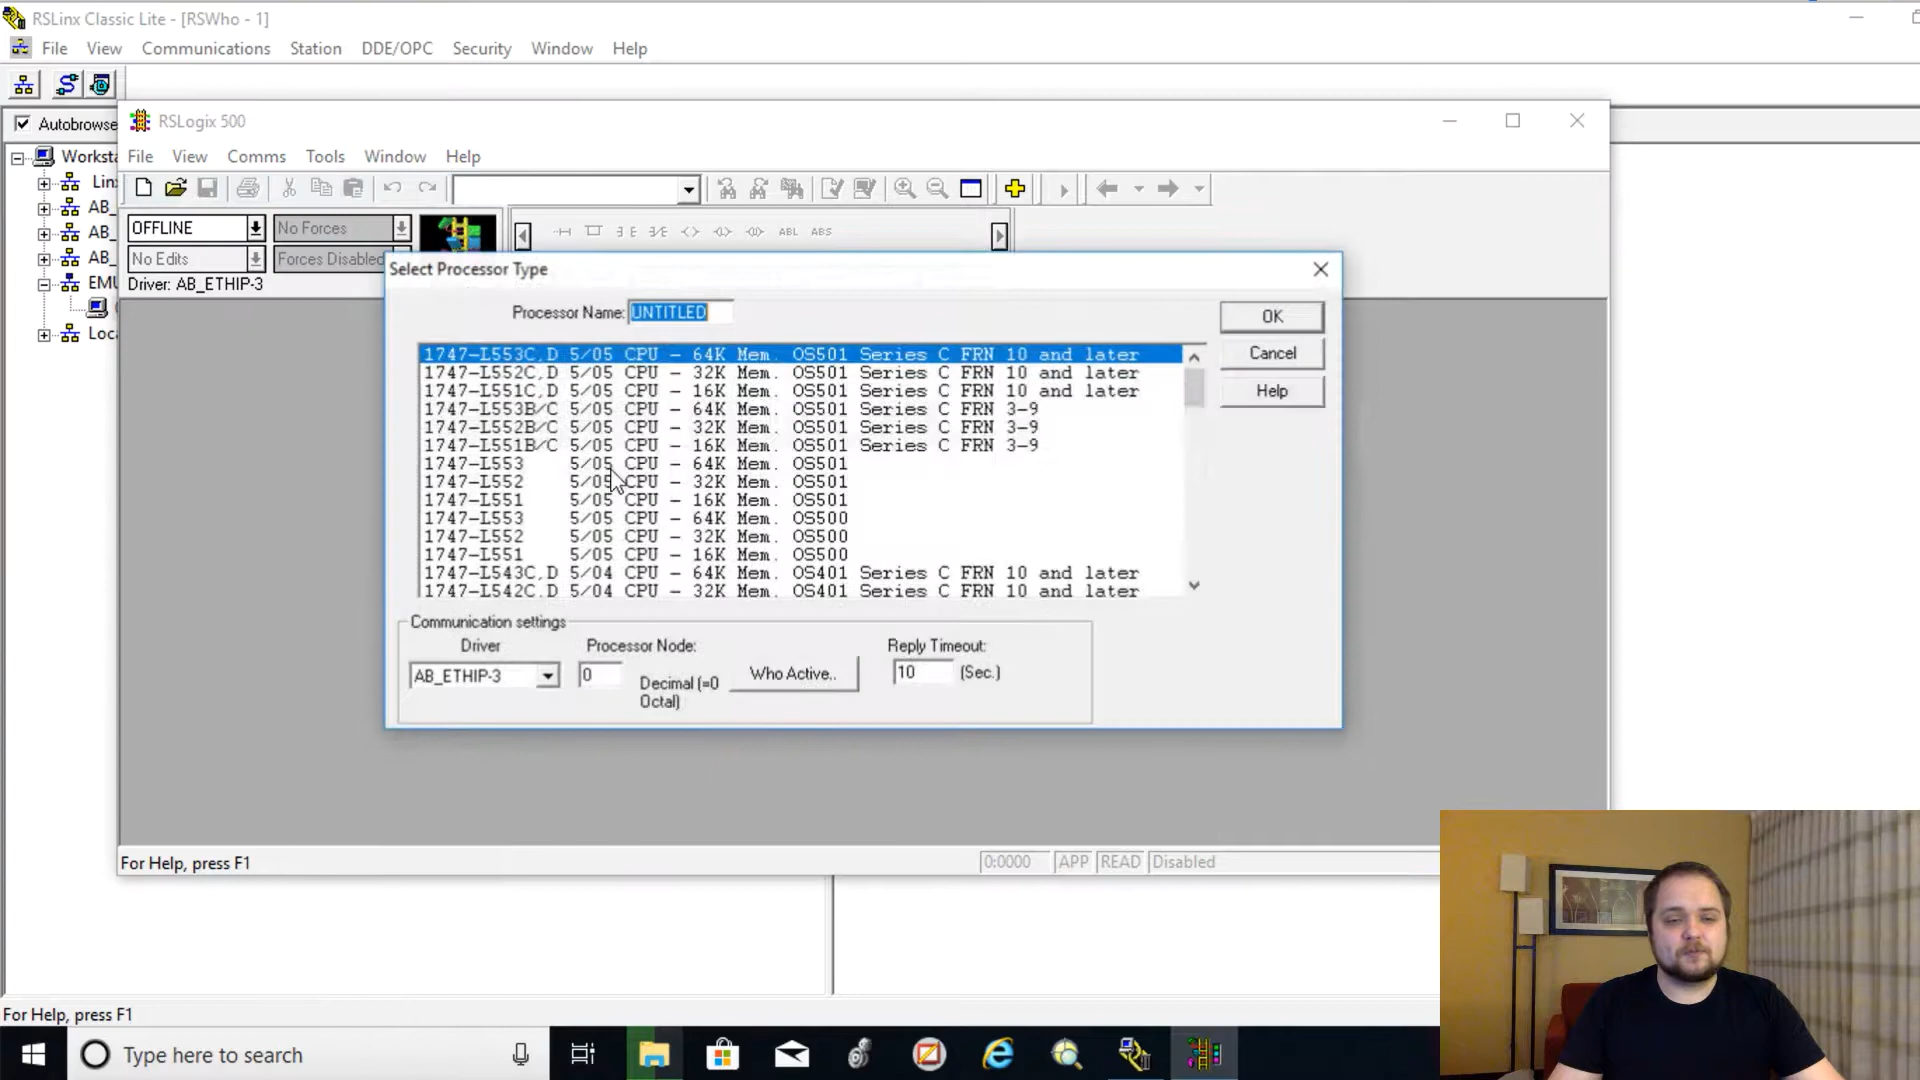 RSLinx Classic Lite - [RSWho - 1]
File View Communications Station DDE/OPC Security Window Help
Autobrowse
RSLogix 500
File View Comms Tools Window Help
Workst
Lin
AB_
AB_
AB_
EMU
Loca
OFFLINE No Forces
No Edits Forces Disabled
Driver: AB_ETHIP-3
ABL ABS
Select Processor Type
Processor Name: UNTITLED
OK
Cancel
Help
1747-L553C,D 5/05 CPU - 64K Mem. OS501 Series C FRN 10 and later
1747-L552C,D 5/05 CPU - 32K Mem. OS501 Series C FRN 10 and later
1747-L551C,D 5/05 CPU - 16K Mem. OS501 Series C FRN 10 and later
1747-L553B/C 5/05 CPU - 64K Mem. OS501 Series C FRN 3-9
1747-L552B/C 5/05 CPU - 32K Mem. OS501 Series C FRN 3-9
1747-L551B/C 5/05 CPU - 16K Mem. OS501 Series C FRN 3-9
1747-L553 5/05 CPU - 64K Mem. OS501
1747-L552 5/05 CPU - 32K Mem. OS501
1747-L551 5/05 CPU - 16K Mem. OS501
1747-L553 5/05 CPU - 64K Mem. OS500
1747-L552 5/05 CPU - 32K Mem. OS500
1747-L551 5/05 CPU - 16K Mem. OS500
1747-L543C,D 5/04 CPU - 64K Mem. OS401 Series C FRN 10 and later
1747-L542C,D 5/04 CPU - 32K Mem. OS401 Series C FRN 10 and later
Communication settings
Driver Processor Node: Reply Timeout:
AB_ETHIP-3 0 Decimal (=0 Octal) Who Active.. 10 (Sec.)
For Help, press F1 0:0000 APP READ Disabled
For Help, press F1
Type here to search